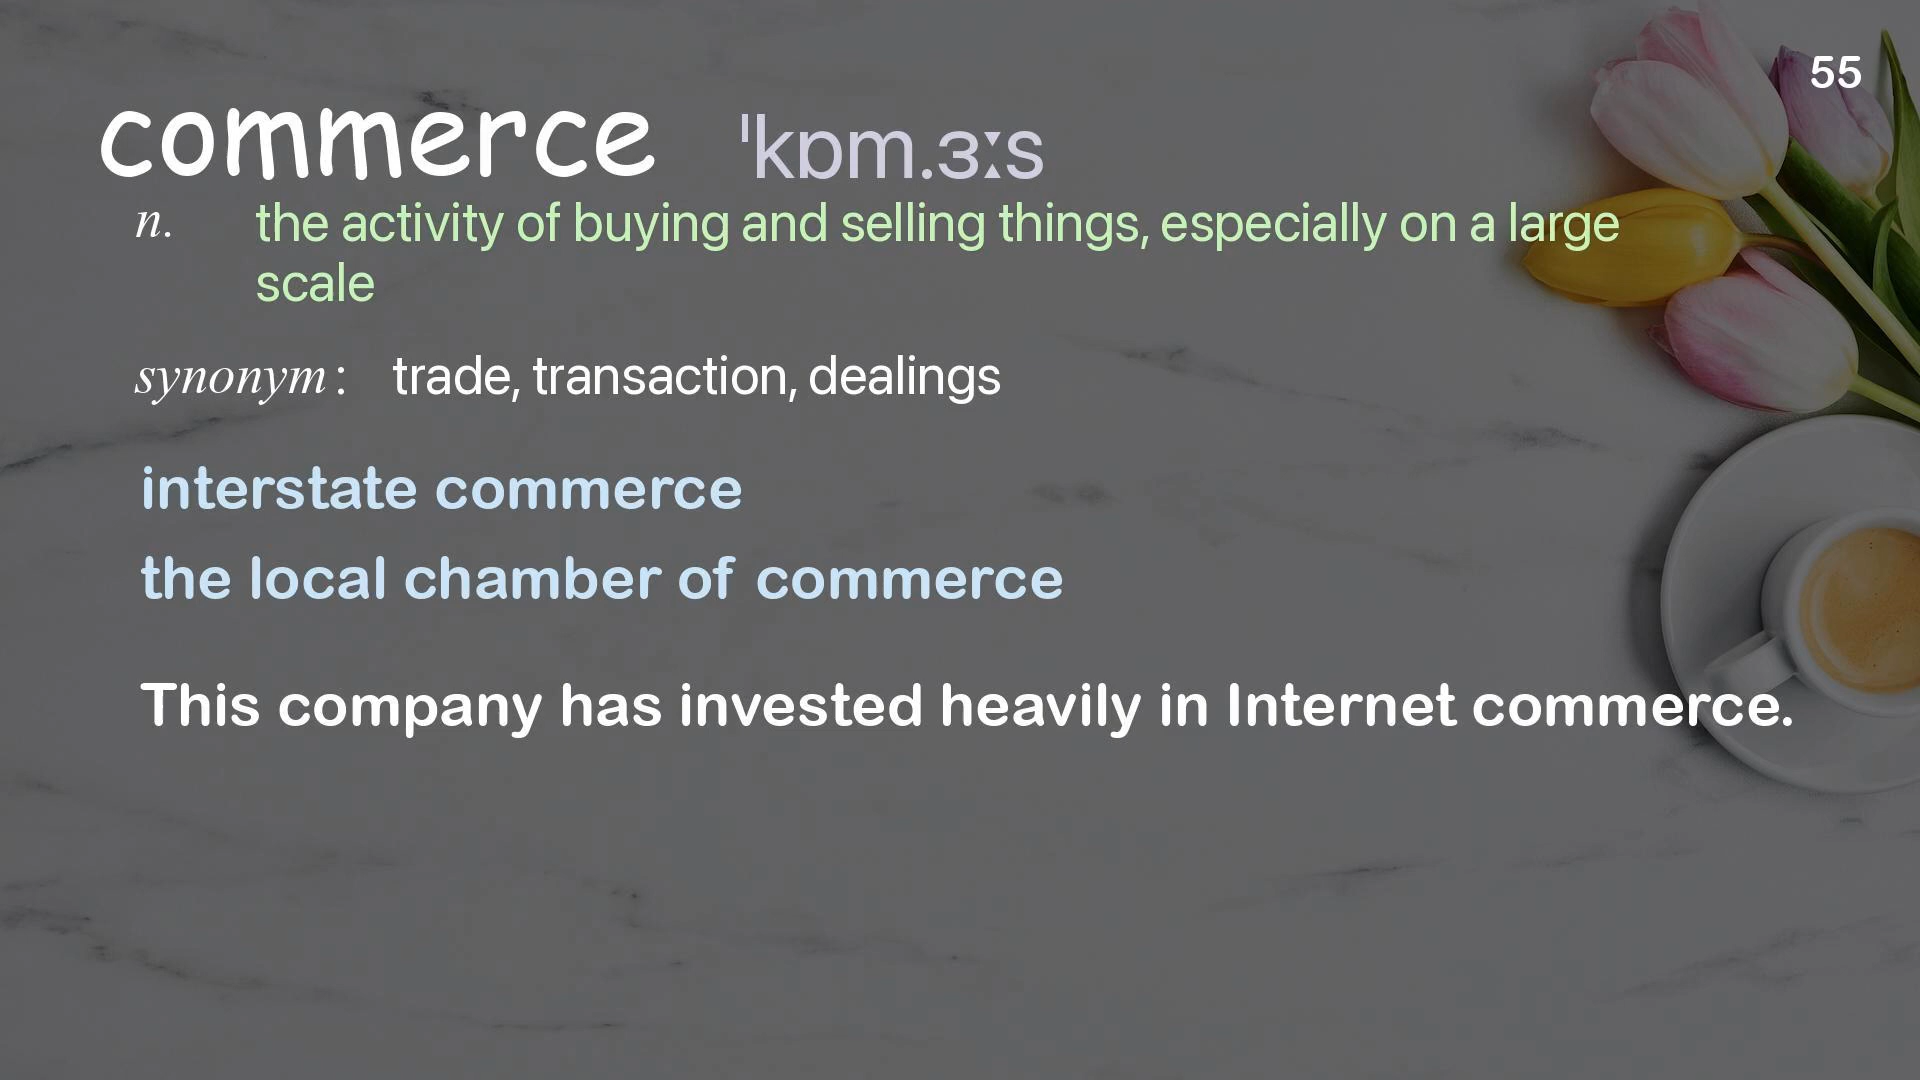 55
commerce ˈkɒm.ɜːs
n. the activity of buying and selling things, especially on a large
scale
synonym: trade, transaction, dealings
interstate commerce
the local chamber of commerce
This company has invested heavily in Internet commerce.